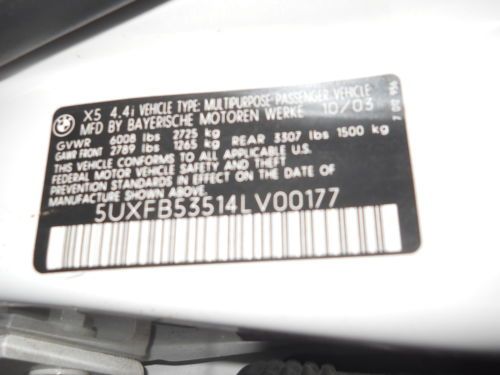 X5 4.4i VEHICLE TYPE: MULTIPURPOSE PASSENGER VEHICLE
MFD BY BAYERISCHE MOTOREN WERKE 10/03
GVWR 6008 lbs 2725 kg
GAWR FRONT 2789 lbs 1265 kg REAR 3307 lbs 1500 kg
THIS VEHICLE CONFORMS TO ALL APPLICABLE
FEDERAL MOTOR VEHICLE SAFETY AND THEFT
PREVENTION STANDARDS IN EFFECT ON THE DATE OF
MANUFACTURE SHOWN ABOVE.
5UXFB53514LV00177